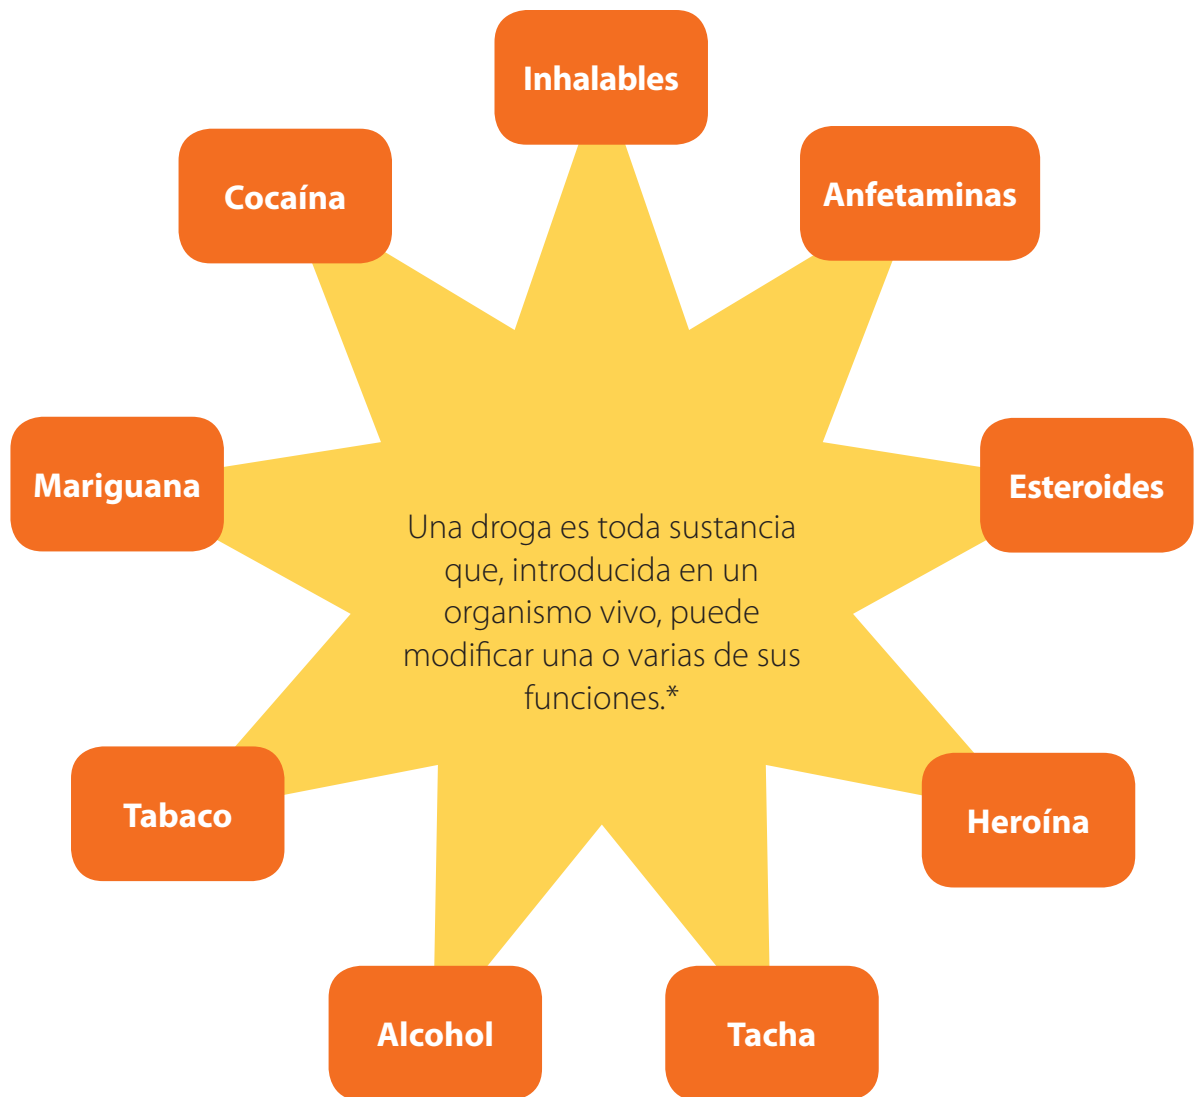 Inhalables
Anfetaminas
Cocaína
Mariguana
Esteroides
Una droga es toda sustancia
que, introducida en un
organismo vivo, puede
modificar una o varias de sus
funciones.*
Tabaco
Heroína
Alcohol
Tacha